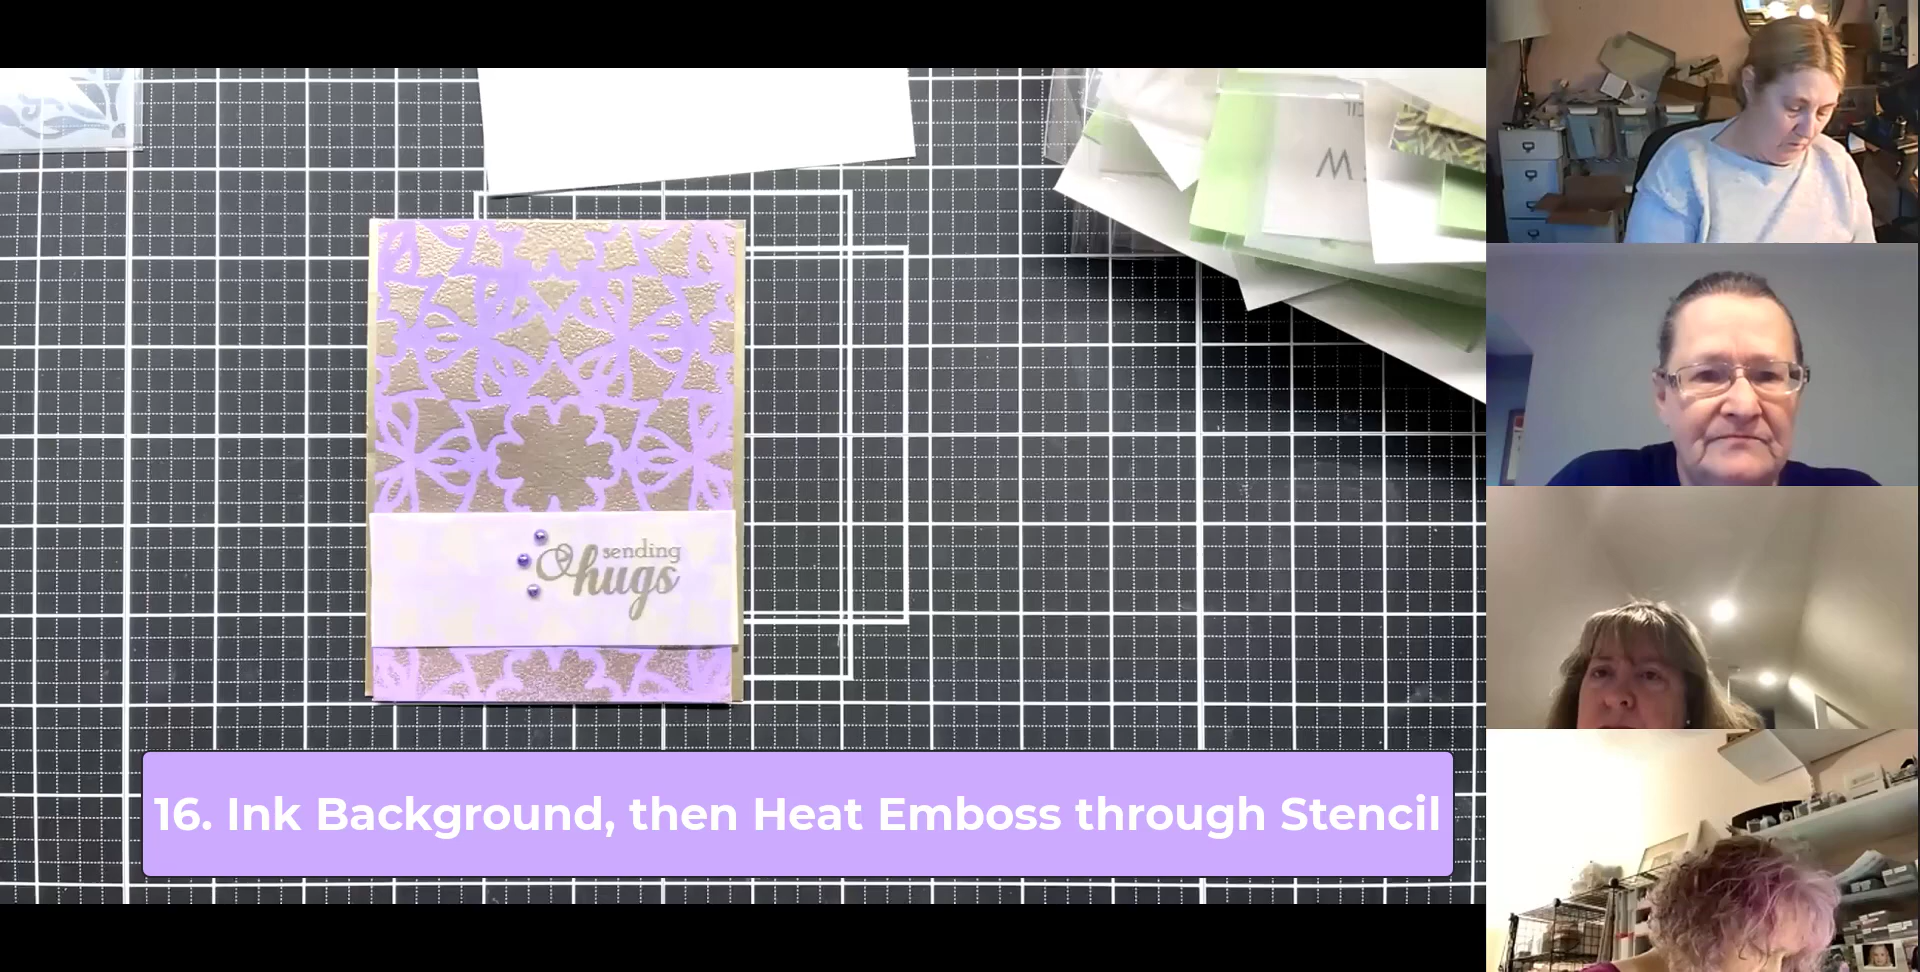 sending
hugs
16. Ink Background, then Heat Emboss through Stencil